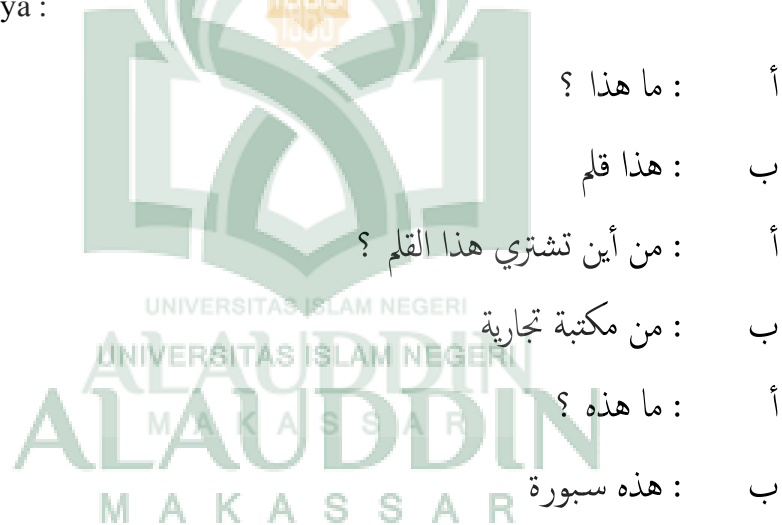 ya :
أ : ما هذا ؟
ب : هذا قلم
أ : من أين تشتري هذا القلم ؟
ب : من مكتبة تجارية
UNIVERSITAS ISLAM NEGERI
UNIVERSITAS ISLAM NEGERI
ALAUDDIN
أ : ما هذه ؟
MAKASSAR
ALAUDDIN
ب : هذه سبورة
MAKASSAR